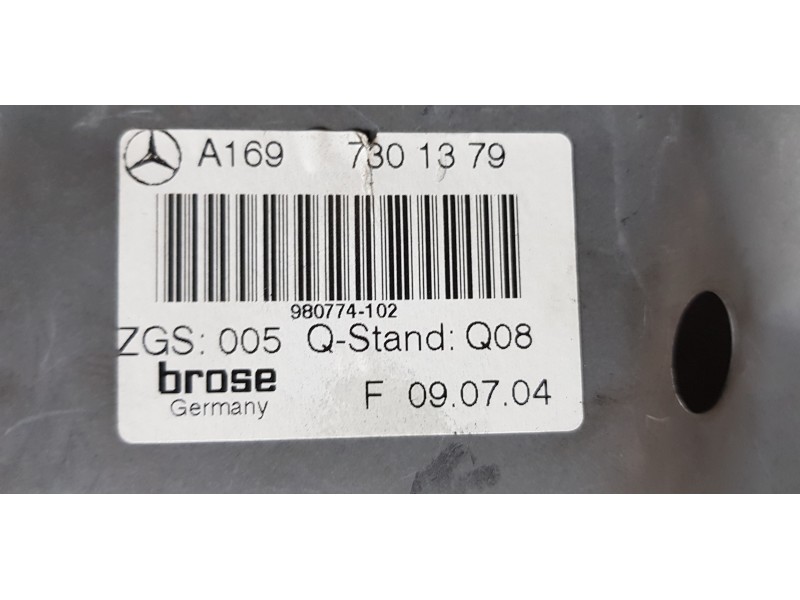 A169 730 13 79
980774-102
ZGS: 005 Q-Stand: Q08
brose
Germany
F 09.07.04